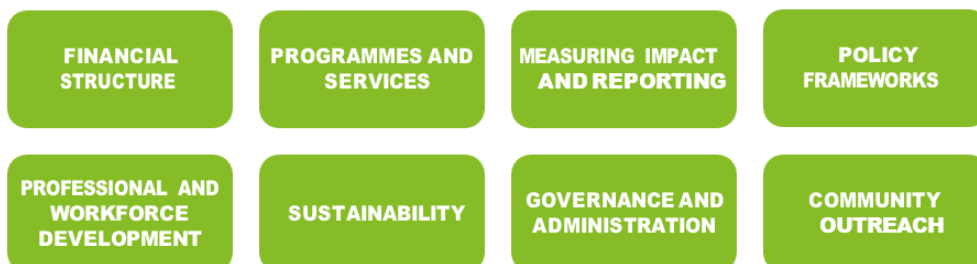 FINANCIAL
STRUCTURE
PROGRAMMES AND
SERVICES
MEASURING IMPACT
AND REPORTING
POLICY
FRAMEWORKS
PROFESSIONAL AND
WORKFORCE
DEVELOPMENT
SUSTAINABILITY
GOVERNANCE AND
ADMINISTRATION
COMMUNITY
OUTREACH